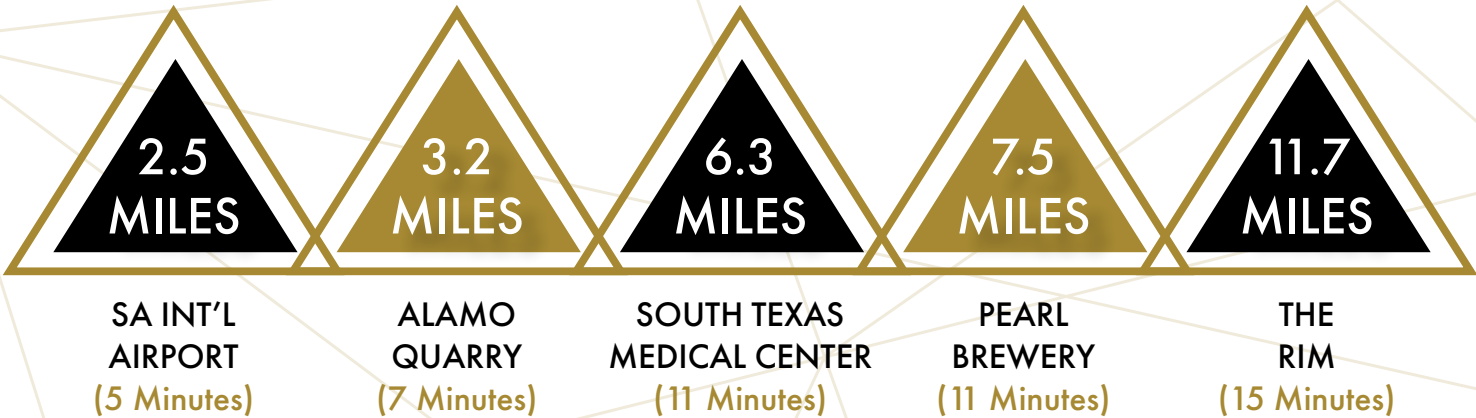 2.5
MILES
SA INT’L
AIRPORT
(5 Minutes)
3.2
MILES
ALAMO
QUARRY
(7 Minutes)
6.3
MILES
SOUTH TEXAS
MEDICAL CENTER
(11 Minutes)
7.5
MILES
PEARL
BREWERY
(11 Minutes)
11.7
MILES
THE
RIM
(15 Minutes)